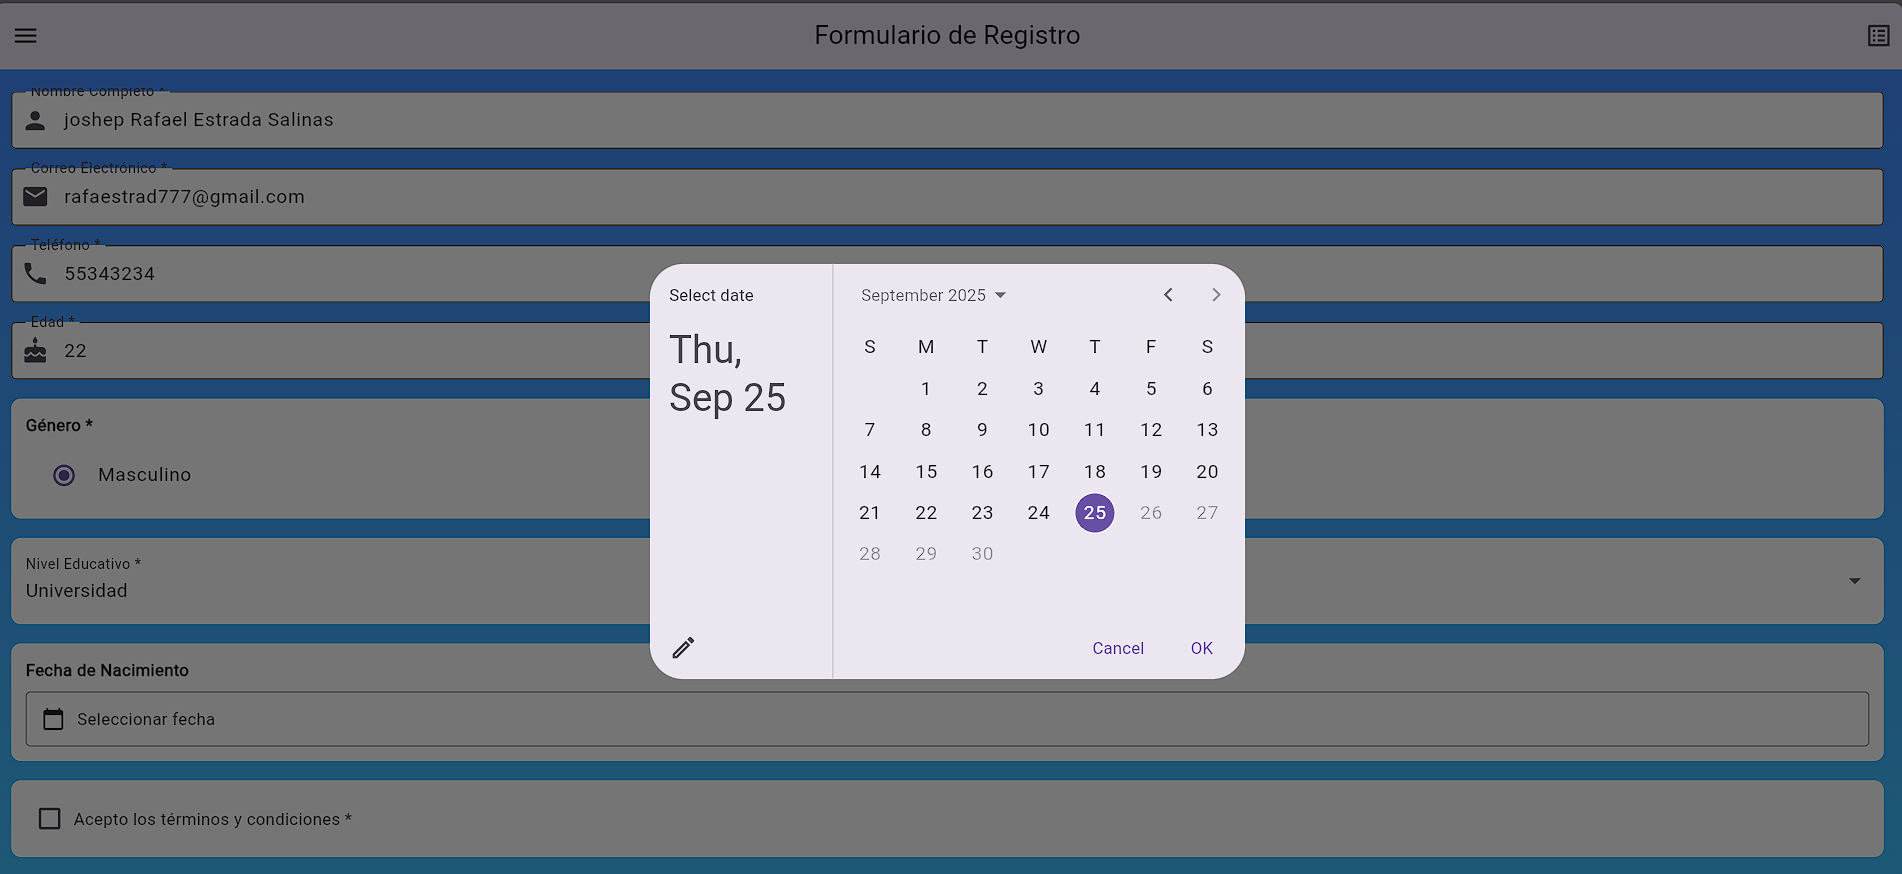 Formulario de Registro
Nombre Completo *
joshep Rafael Estrada Salinas
Correo Electrónico *
rafaestrad777@gmail.com
Teléfono *
55343234
Edad *
22
Género *
Masculino
Nivel Educativo *
Universidad
Fecha de Nacimiento
Seleccionar fecha
Acepto los términos y condiciones *
Select date
Thu,
Sep 25
September 2025
S M T W T F S
1 2 3 4 5 6
7 8 9 10 11 12 13
14 15 16 17 18 19 20
21 22 23 24 25 26 27
28 29 30
Cancel OK